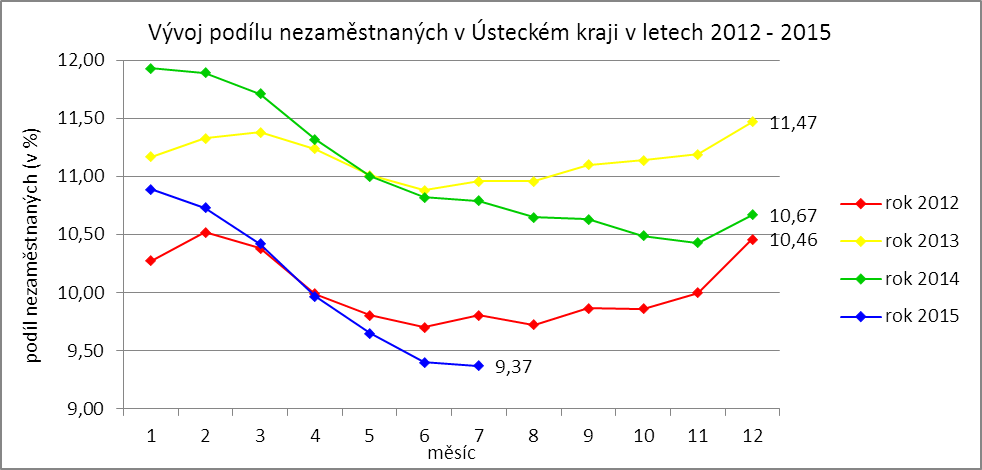 Vývoj podílu nezaměstnaných v Ústeckém kraji v letech 2012 - 2015
podíl nezaměstnaných (v %)
12,00
11,50
11,00
10,50
10,00
9,50
9,00
11,47
10,67
10,46
9,37
rok 2012
rok 2013
rok 2014
rok 2015
1 2 3 4 5 6 7 8 9 10 11 12
měsíc